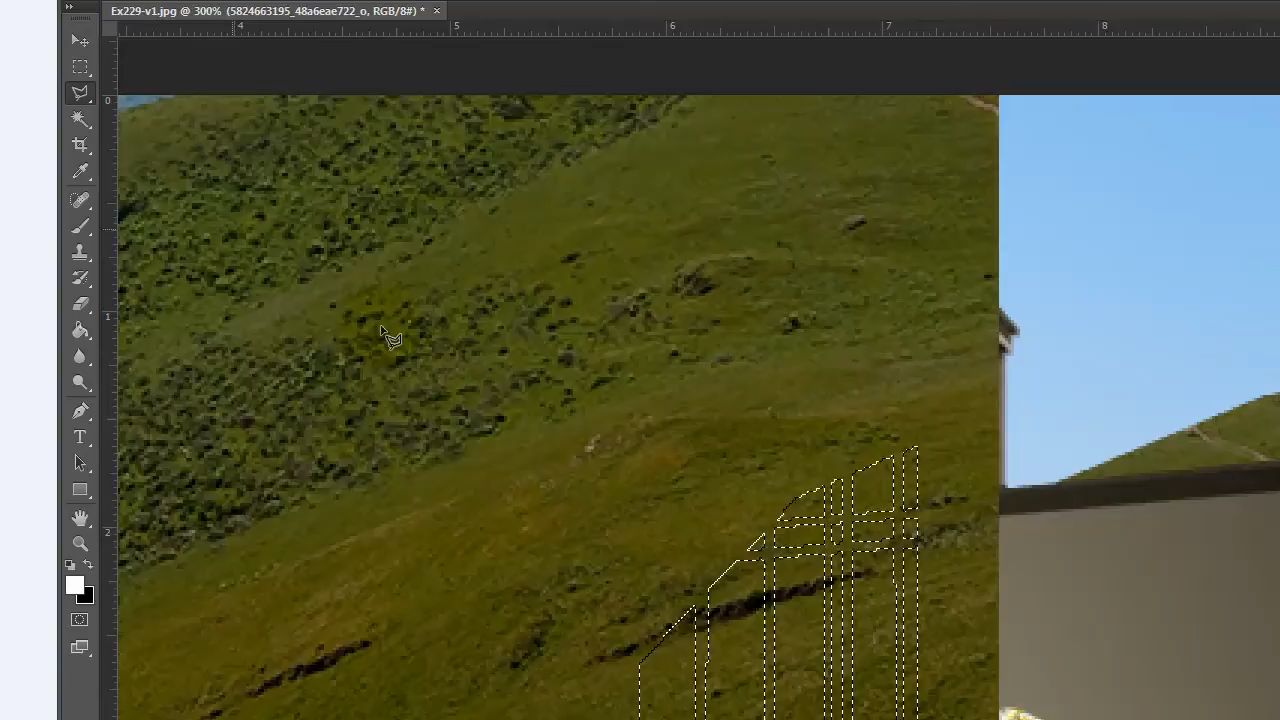 Ex229-v1.jpg @ 300% (5824663195_48a6eae722_o, RGB/8#) * ×
4 5 6 7 8
0
1
2
T